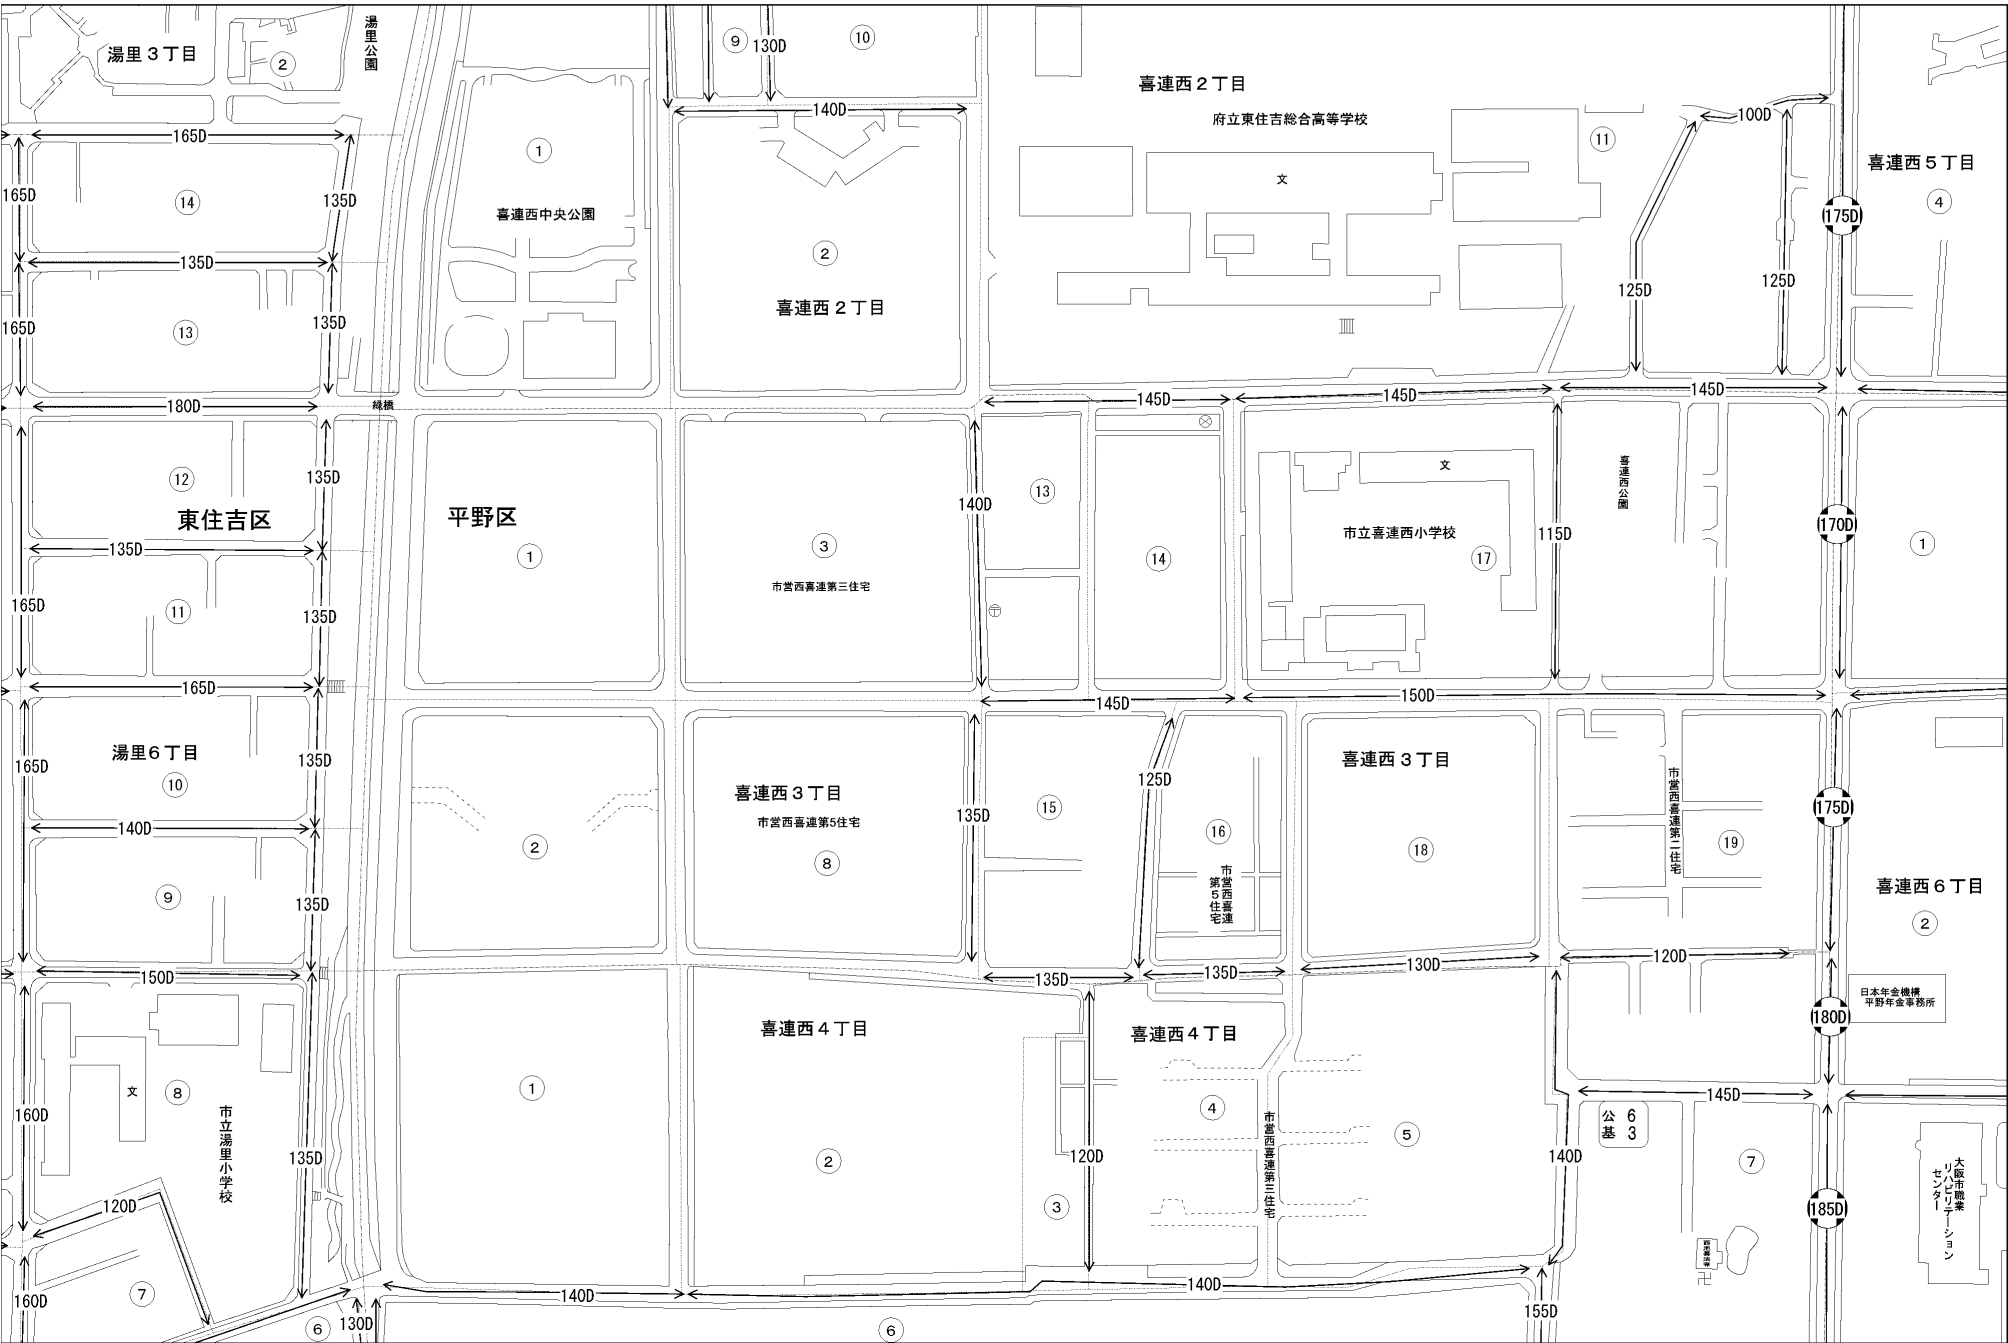 湯里３丁目
②
湯里公園
⑨
130D
⑩
140D
喜連西２丁目
府立東住吉総合高等学校
文
⑪
100D
喜連西５丁目
④
175D
165D
165D
⑭
135D
135D
①
喜連西中央公園
②
喜連西２丁目
125D
125D
165D
⑬
135D
180D
緑橋
145D
145D
145D
⑫
135D
東住吉区
平野区
135D
①
③
市営西喜連第三住宅
140D
⑬
⑭
文
市立喜連西小学校
⑰
115D
喜連西公園
170D
①
165D
⑪
135D
165D
145D
150D
湯里６丁目
165D
⑩
135D
140D
②
喜連西３丁目
市営西喜連第5住宅
⑧
135D
⑮
125D
⑯
市営西喜連
第５住宅
喜連西３丁目
⑱
市営西喜連第二住宅
⑲
175D
喜連西６丁目
②
⑨
135D
150D
135D
135D
130D
120D
日本年金機構
平野年金事務所
180D
文
⑧
160D
市立湯里小学校
135D
①
喜連西４丁目
②
120D
③
喜連西４丁目
④
市営西喜連第三住宅
⑤
140D
145D
公 6
基 3
⑦
185D
大阪市職業
リハビリテーション
センター
120D
160D
⑦
⑥
130D
140D
⑥
140D
155D